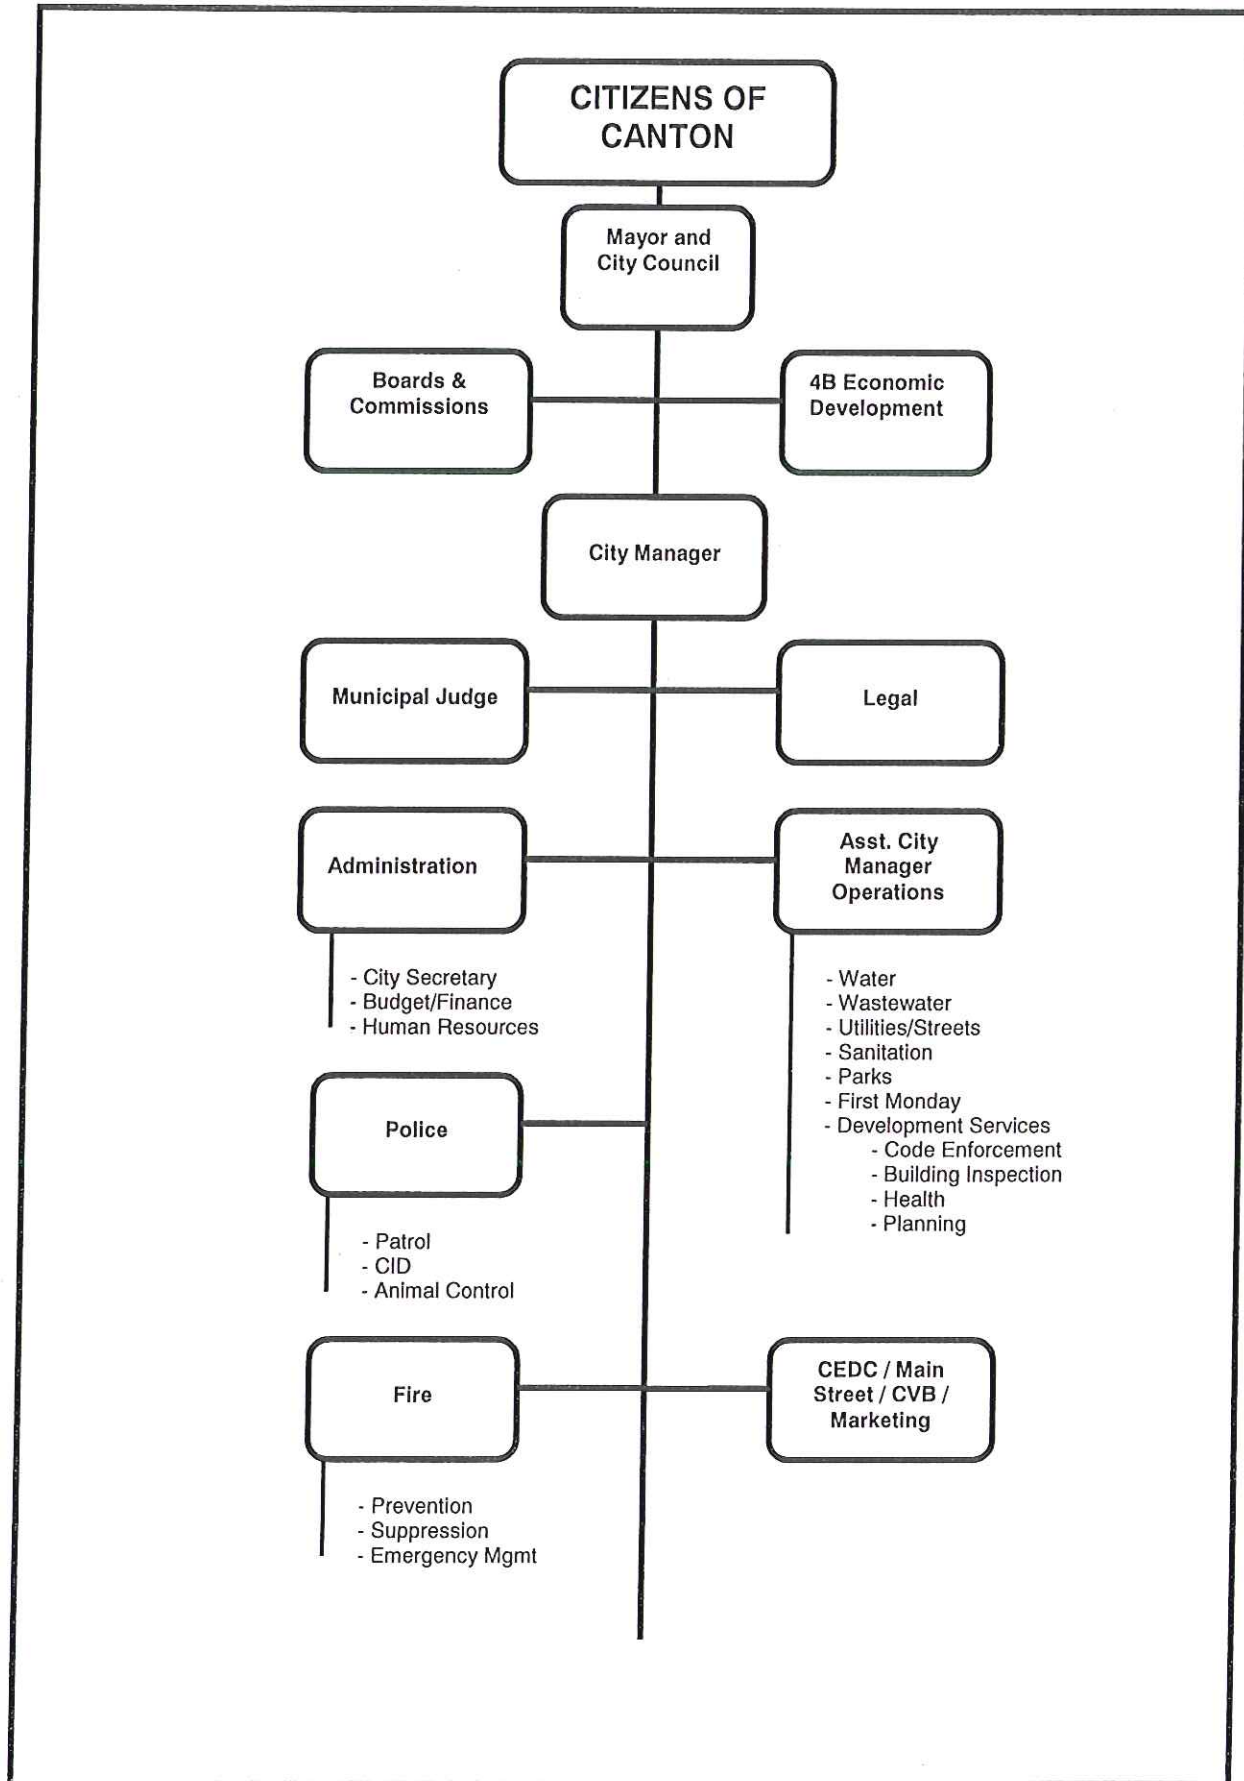 CITIZENS OF
CANTON
Mayor and
City Council
Boards &
Commissions
4B Economic
Development
City Manager
Municipal Judge
Legal
Administration
Asst. City
Manager
Operations
- City Secretary
- Budget/Finance
- Human Resources
- Water
- Wastewater
- Utilities/Streets
- Sanitation
- Parks
- First Monday
- Development Services
- Code Enforcement
- Building Inspection
- Health
- Planning
Police
- Patrol
- CID
- Animal Control
Fire
CEDC / Main
Street / CVB /
Marketing
- Prevention
- Suppression
- Emergency Mgmt